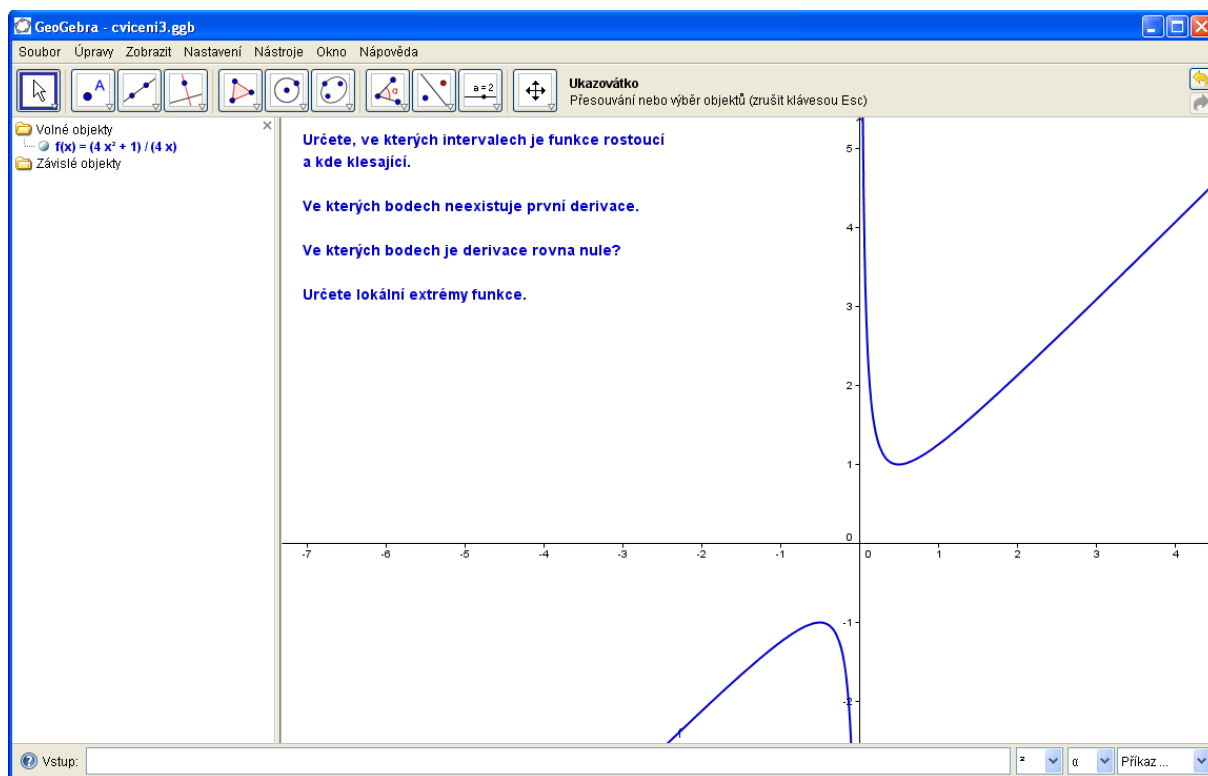 GeoGebra - cviceni3.ggb
Soubor Úpravy Zobrazit Nastavení Nástroje Okno Nápověda
A
α
a = 2
Ukazovátko
Přesouvání nebo výběr objektů (zrušit klávesou Esc)
Volné objekty
f(x) = (4 x² + 1) / (4 x)
Závislé objekty
Určete, ve kterých intervalech je funkce rostoucí
a kde klesající.
Ve kterých bodech neexistuje první derivace.
Ve kterých bodech je derivace rovna nule?
Určete lokální extrémy funkce.
5
4
3
2
1
0
-7 -6 -5 -4 -3 -2 -1 0 1 2 3 4
-1
-2
f
Vstup:
² α Příkaz ...